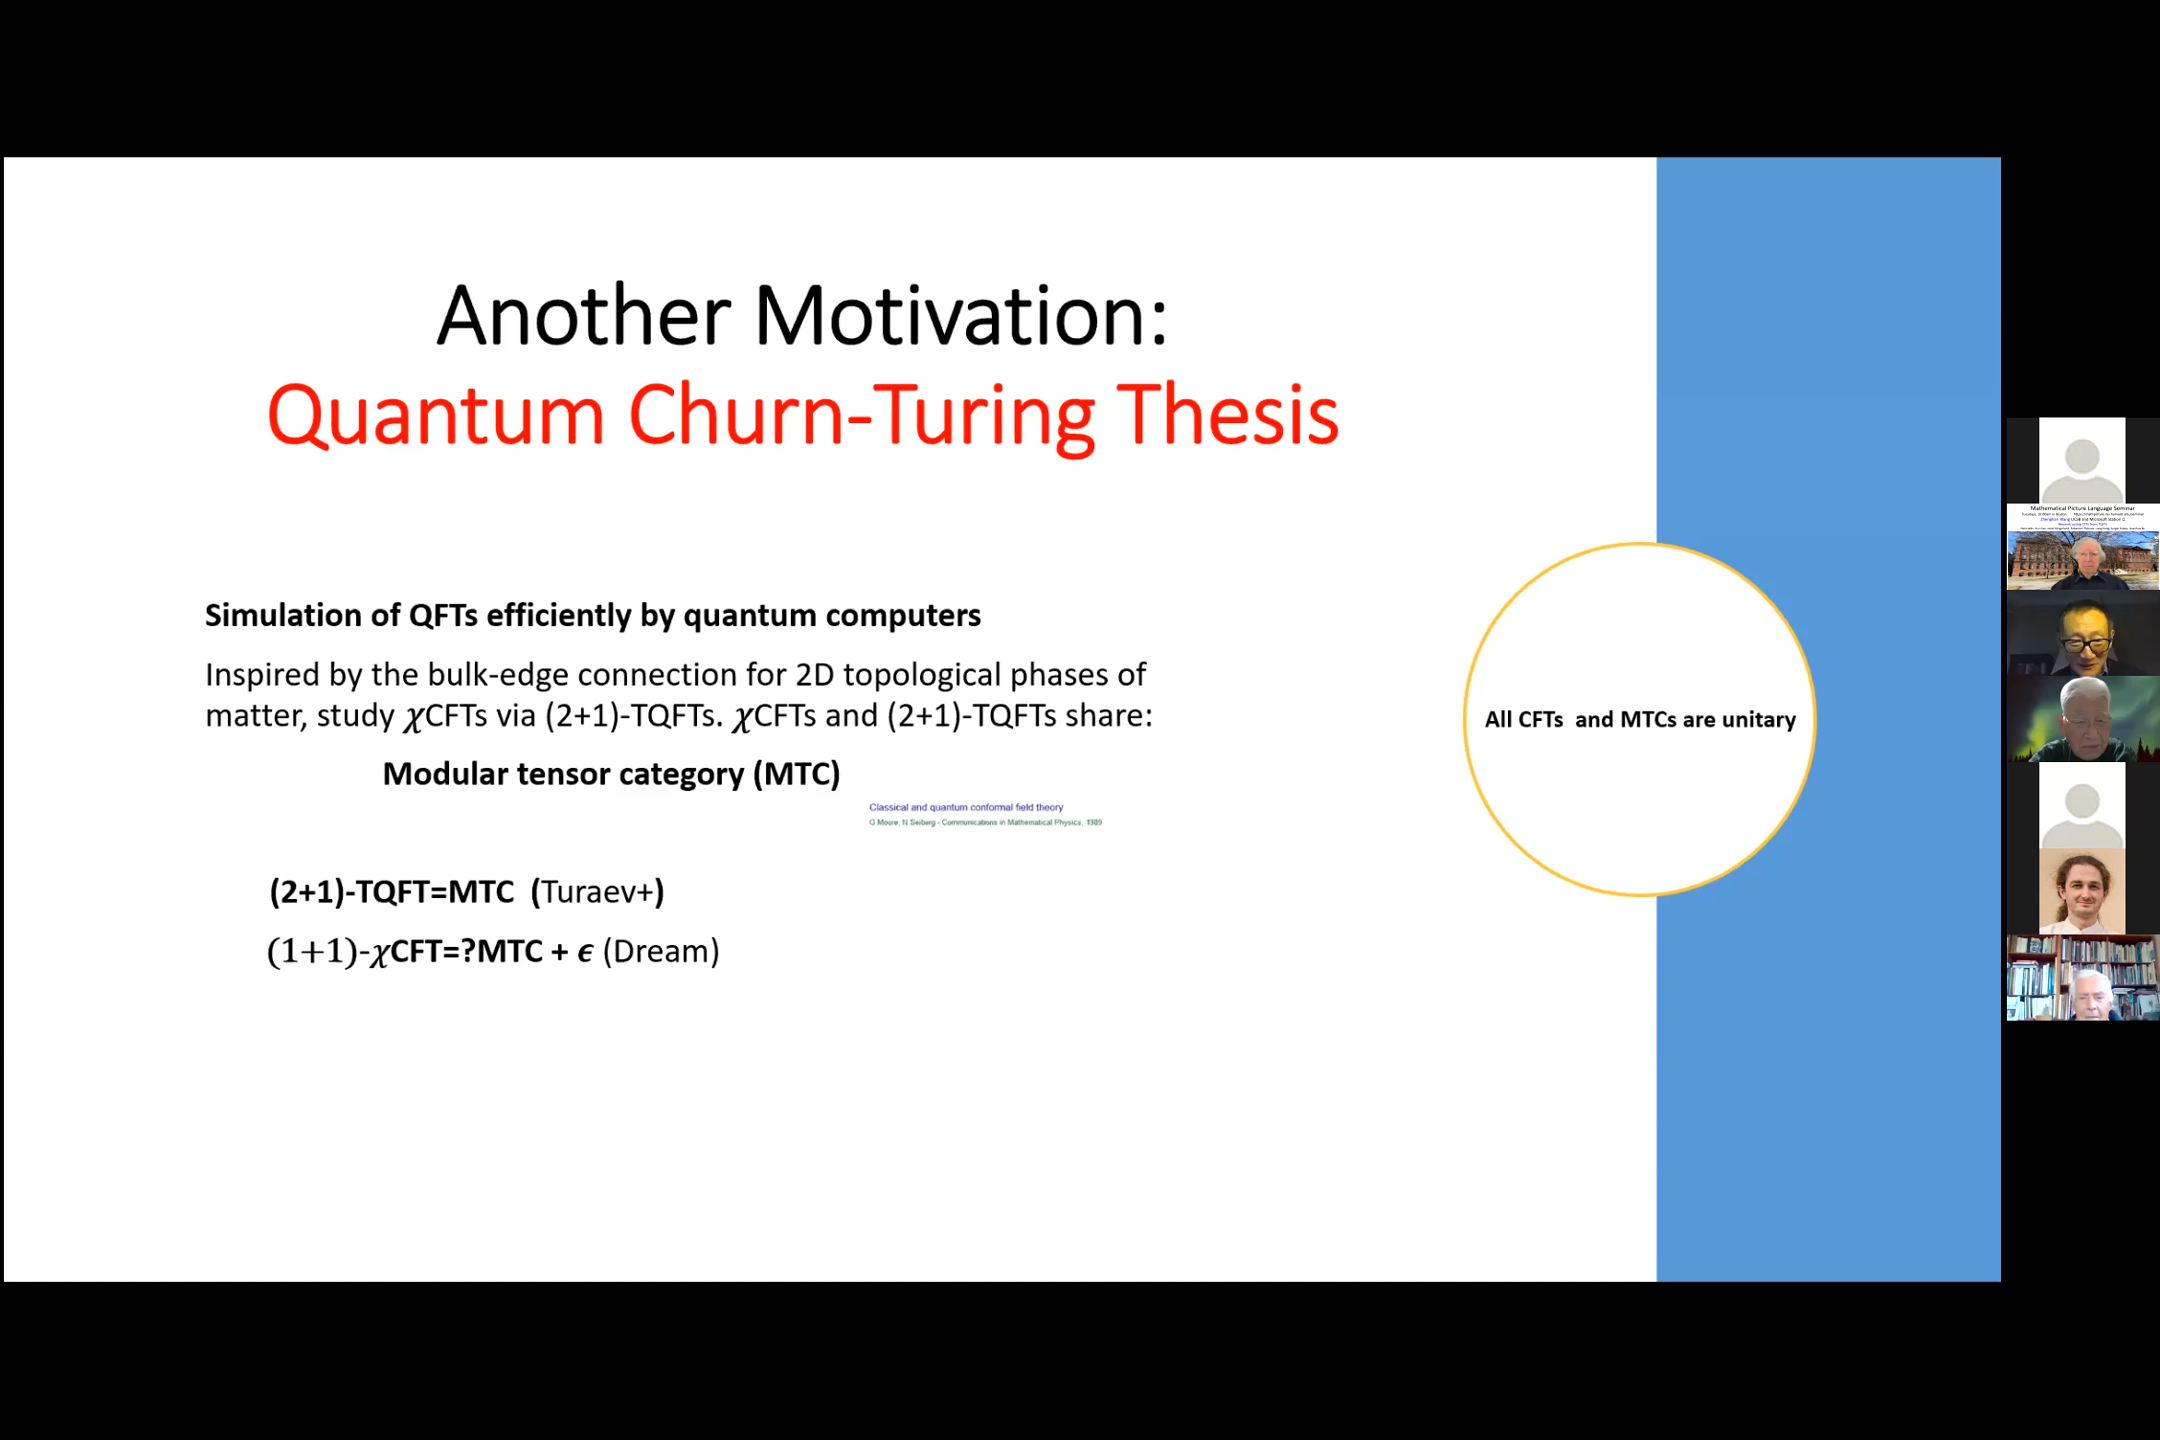 Another Motivation:
Quantum Churn-Turing Thesis
Simulation of QFTs efficiently by quantum computers
Inspired by the bulk-edge connection for 2D topological phases of
matter, study χCFTs via (2+1)-TQFTs. χCFTs and (2+1)-TQFTs share:
Modular tensor category (MTC)
Classical and quantum conformal field theory
G Moore, N Seiberg - Communications in Mathematical Physics, 1989
(2+1)-TQFT=MTC (Turaev+)
(1+1)-χCFT=?MTC + ϵ (Dream)
All CFTs and MTCs are unitary
Mathematical Picture Language Seminar